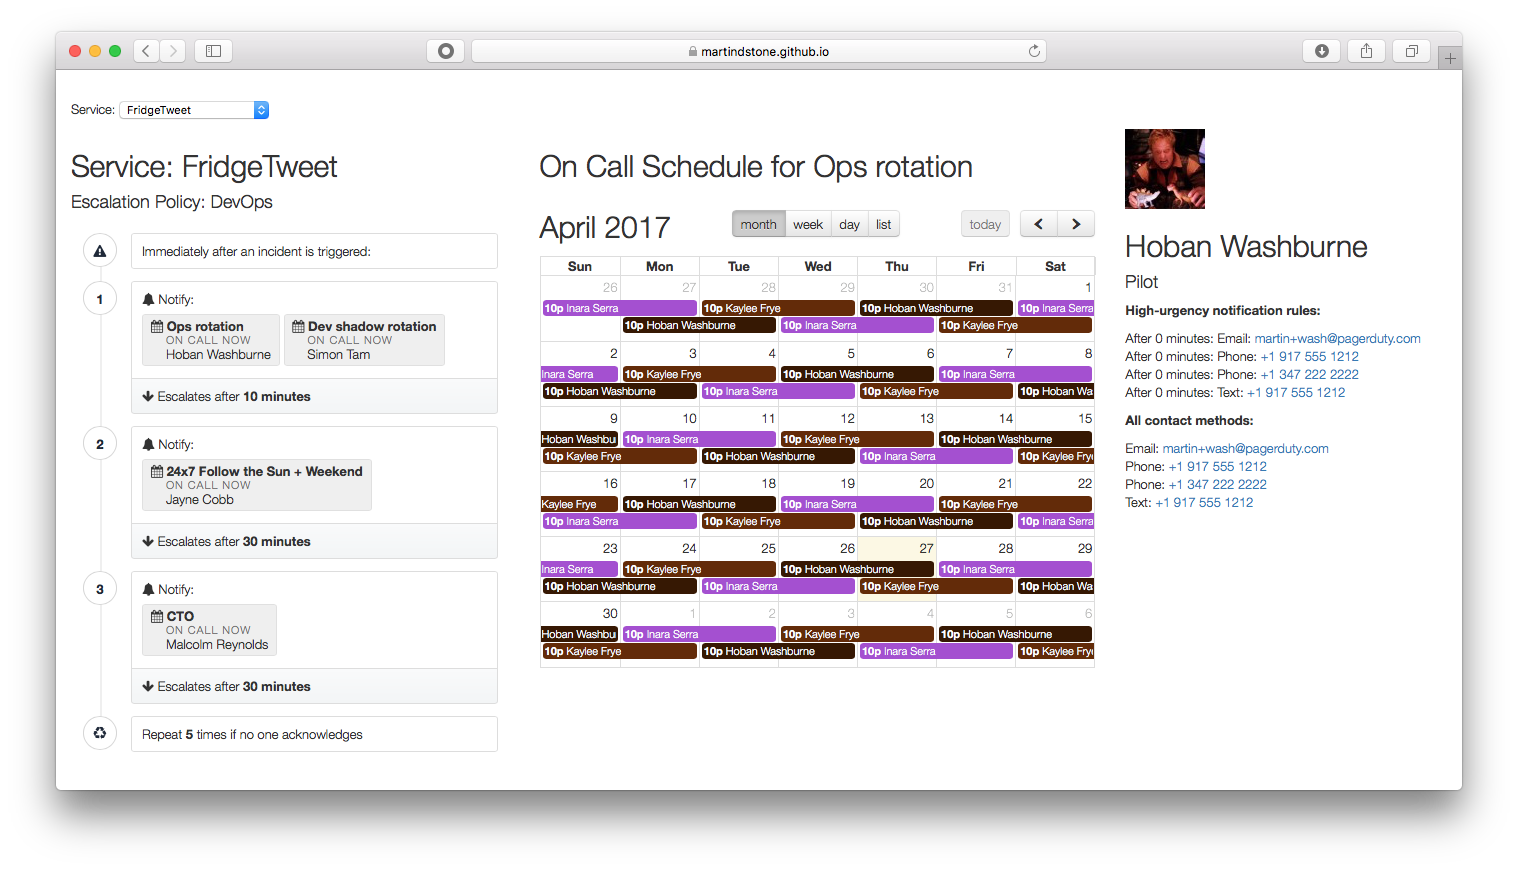 martindstone.github.io
Service: FridgeTweet
Service: FridgeTweet
Escalation Policy: DevOps
Immediately after an incident is triggered:
1
Notify:
Ops rotation
ON CALL NOW
Hoban Washburne
Dev shadow rotation
ON CALL NOW
Simon Tam
Escalates after 10 minutes
2
Notify:
24x7 Follow the Sun + Weekend
ON CALL NOW
Jayne Cobb
Escalates after 30 minutes
3
Notify:
CTO
ON CALL NOW
Malcolm Reynolds
Escalates after 30 minutes
Repeat 5 times if no one acknowledges
On Call Schedule for Ops rotation
April 2017
month week day list
today
Sun Mon Tue Wed Thu Fri Sat
26 27 28 29 30 31 1
10p Inara Serra 10p Kaylee Frye 10p Hoban Washburne 10p Inara Serra
10p Hoban Washburne 10p Inara Serra 10p Kaylee Frye
2 3 4 5 6 7 8
Inara Serra 10p Kaylee Frye 10p Hoban Washburne 10p Inara Serra
10p Hoban Washburne 10p Inara Serra 10p Kaylee Frye 10p Hoban Wa
9 10 11 12 13 14 15
Hoban Washbu 10p Inara Serra 10p Kaylee Frye 10p Hoban Washburne
10p Kaylee Frye 10p Hoban Washburne 10p Inara Serra 10p Kaylee Fry
16 17 18 19 20 21 22
Kaylee Frye 10p Hoban Washburne 10p Inara Serra 10p Kaylee Frye
10p Inara Serra 10p Kaylee Frye 10p Hoban Washburne 10p Inara Serra
23 24 25 26 27 28 29
Inara Serra 10p Kaylee Frye 10p Hoban Washburne 10p Inara Serra
10p Hoban Washburne 10p Inara Serra 10p Kaylee Frye 10p Hoban Wa
30 1 2 3 4 5 6
Hoban Washbu 10p Inara Serra 10p Kaylee Frye 10p Hoban Washburne
10p Kaylee Frye 10p Hoban Washburne 10p Inara Serra 10p Kaylee Fry
Hoban Washburne
Pilot
High-urgency notification rules:
After 0 minutes: Email: martin+wash@pagerduty.com
After 0 minutes: Phone: +1 917 555 1212
After 0 minutes: Phone: +1 347 222 2222
After 0 minutes: Text: +1 917 555 1212
All contact methods:
Email: martin+wash@pagerduty.com
Phone: +1 917 555 1212
Phone: +1 347 222 2222
Text: +1 917 555 1212